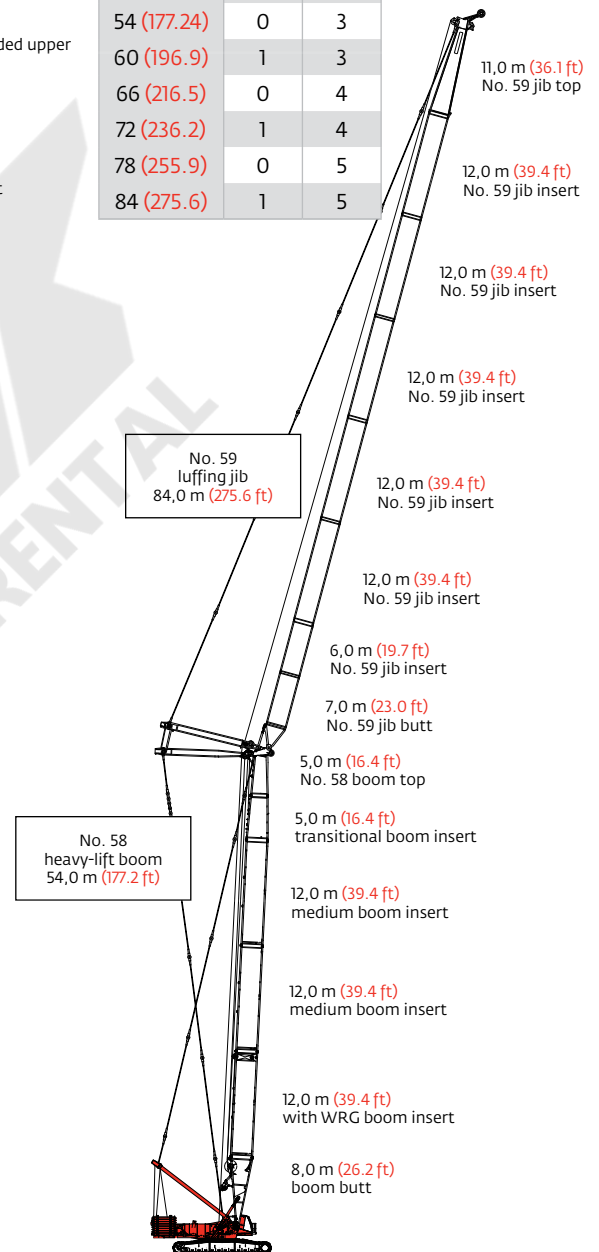 54 (177.24) 0 3
ded upper
60 (196.9) 1 3
66 (216.5) 0 4
72 (236.2) 1 4
78 (255.9) 0 5
t
84 (275.6) 1 5
11,0 m (36.1 ft)
No. 59 jib top
12,0 m (39.4 ft)
No. 59 jib insert
12,0 m (39.4 ft)
No. 59 jib insert
12,0 m (39.4 ft)
No. 59 jib insert
No. 59
luffing jib
84,0 m (275.6 ft)
12,0 m (39.4 ft)
No. 59 jib insert
12,0 m (39.4 ft)
No. 59 jib insert
6,0 m (19.7 ft)
No. 59 jib insert
7,0 m (23.0 ft)
No. 59 jib butt
5,0 m (16.4 ft)
No. 58 boom top
5,0 m (16.4 ft)
transitional boom insert
No. 58
heavy-lift boom
54,0 m (177.2 ft)
12,0 m (39.4 ft)
medium boom insert
12,0 m (39.4 ft)
medium boom insert
12,0 m (39.4 ft)
with WRG boom insert
8,0 m (26.2 ft)
boom butt
RENTAL